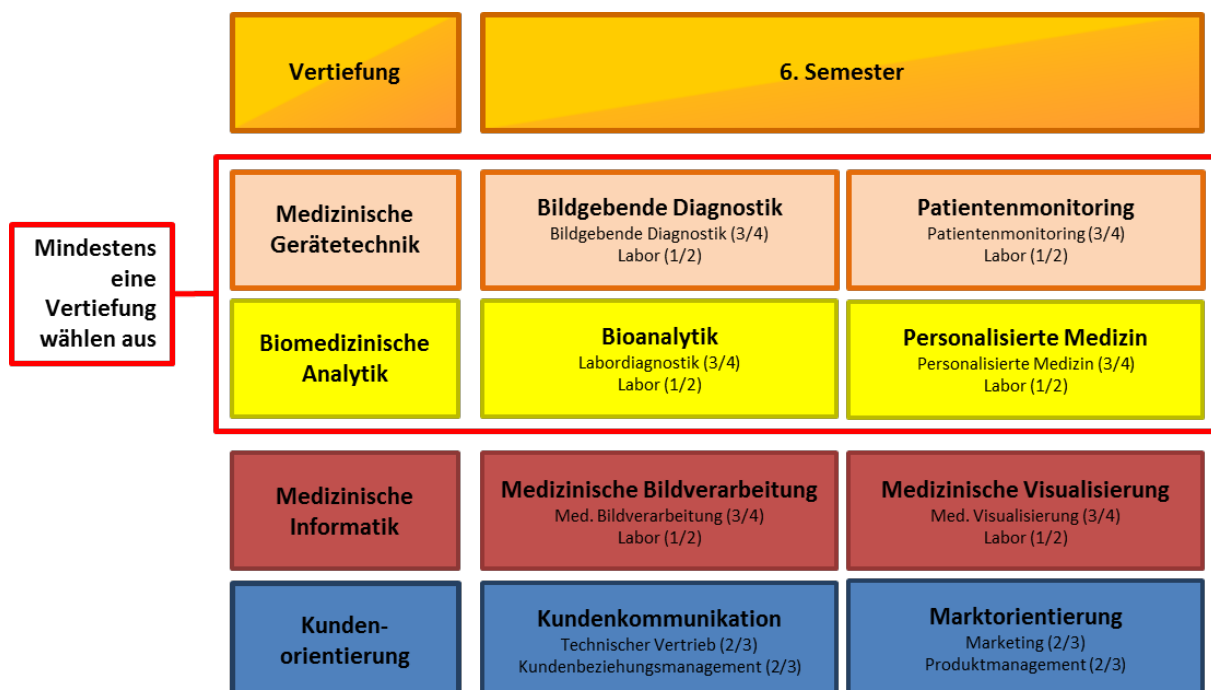 Vertiefung
6. Semester
Mindestens
eine
Vertiefung
wählen aus
Medizinische
Gerätetechnik
Bildgebende Diagnostik
Bildgebende Diagnostik (3/4)
Labor (1/2)
Patientenmonitoring
Patientenmonitoring (3/4)
Labor (1/2)
Biomedizinische
Analytik
Bioanalytik
Labordiagnostik (3/4)
Labor (1/2)
Personalisierte Medizin
Personalisierte Medizin (3/4)
Labor (1/2)
Medizinische
Informatik
Medizinische Bildverarbeitung
Med. Bildverarbeitung (3/4)
Labor (1/2)
Medizinische Visualisierung
Med. Visualisierung (3/4)
Labor (1/2)
Kunden-
orientierung
Kundenkommunikation
Technischer Vertrieb (2/3)
Kundenbeziehungsmanagement (2/3)
Marktorientierung
Marketing (2/3)
Produktmanagement (2/3)